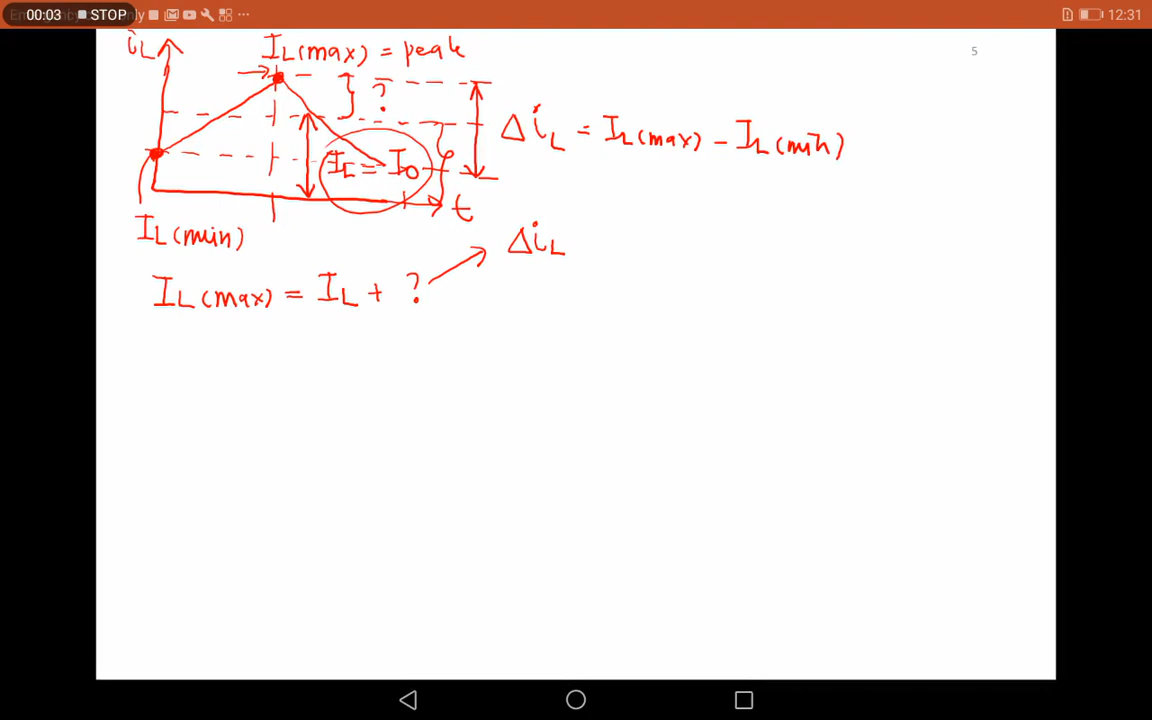 00:03 STOP
12:31
5
iL
IL(max) = peak
?
ΔiL = IL(max) - IL(min)
IL = Io
t
IL(min)
ΔiL
IL(max) = IL + ?